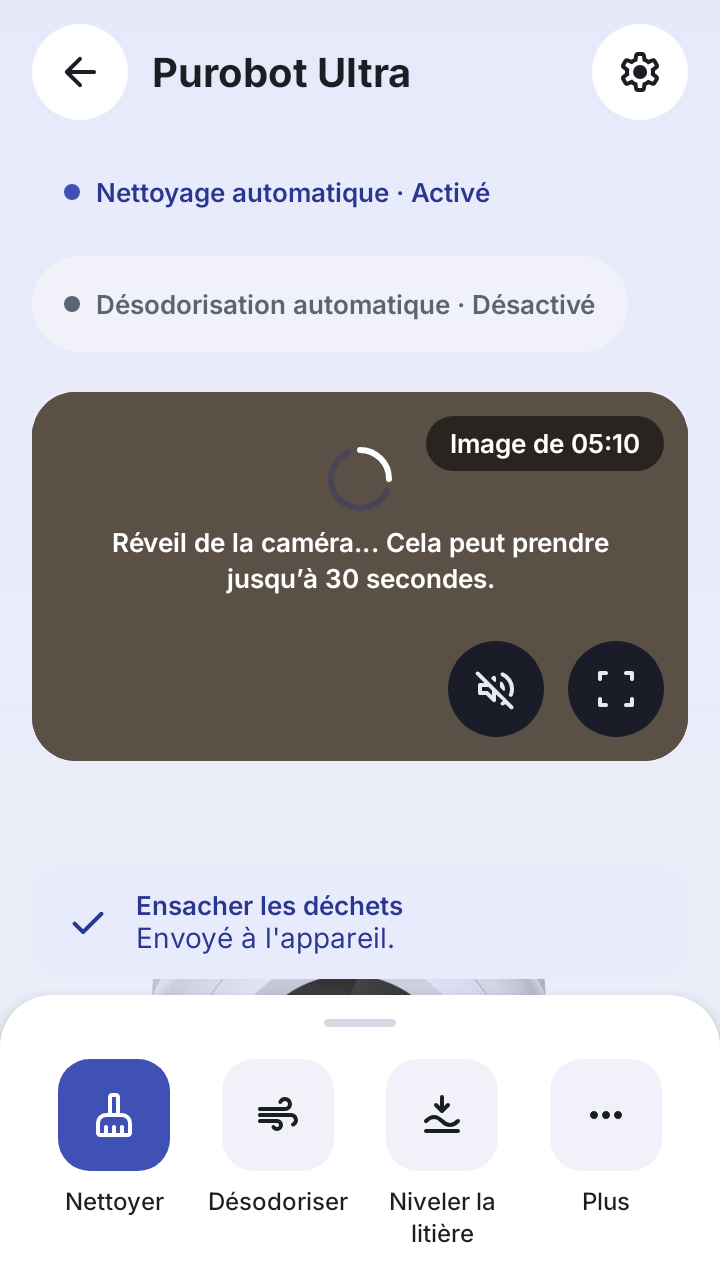 Purobot Ultra
Nettoyage automatique · Activé
Désodorisation automatique · Désactivé
Image de 05:10
Réveil de la caméra… Cela peut prendre
jusqu’à 30 secondes.
Ensacher les déchets
Envoyé à l'appareil.
Nettoyer
Désodoriser
Niveler la
litière
Plus